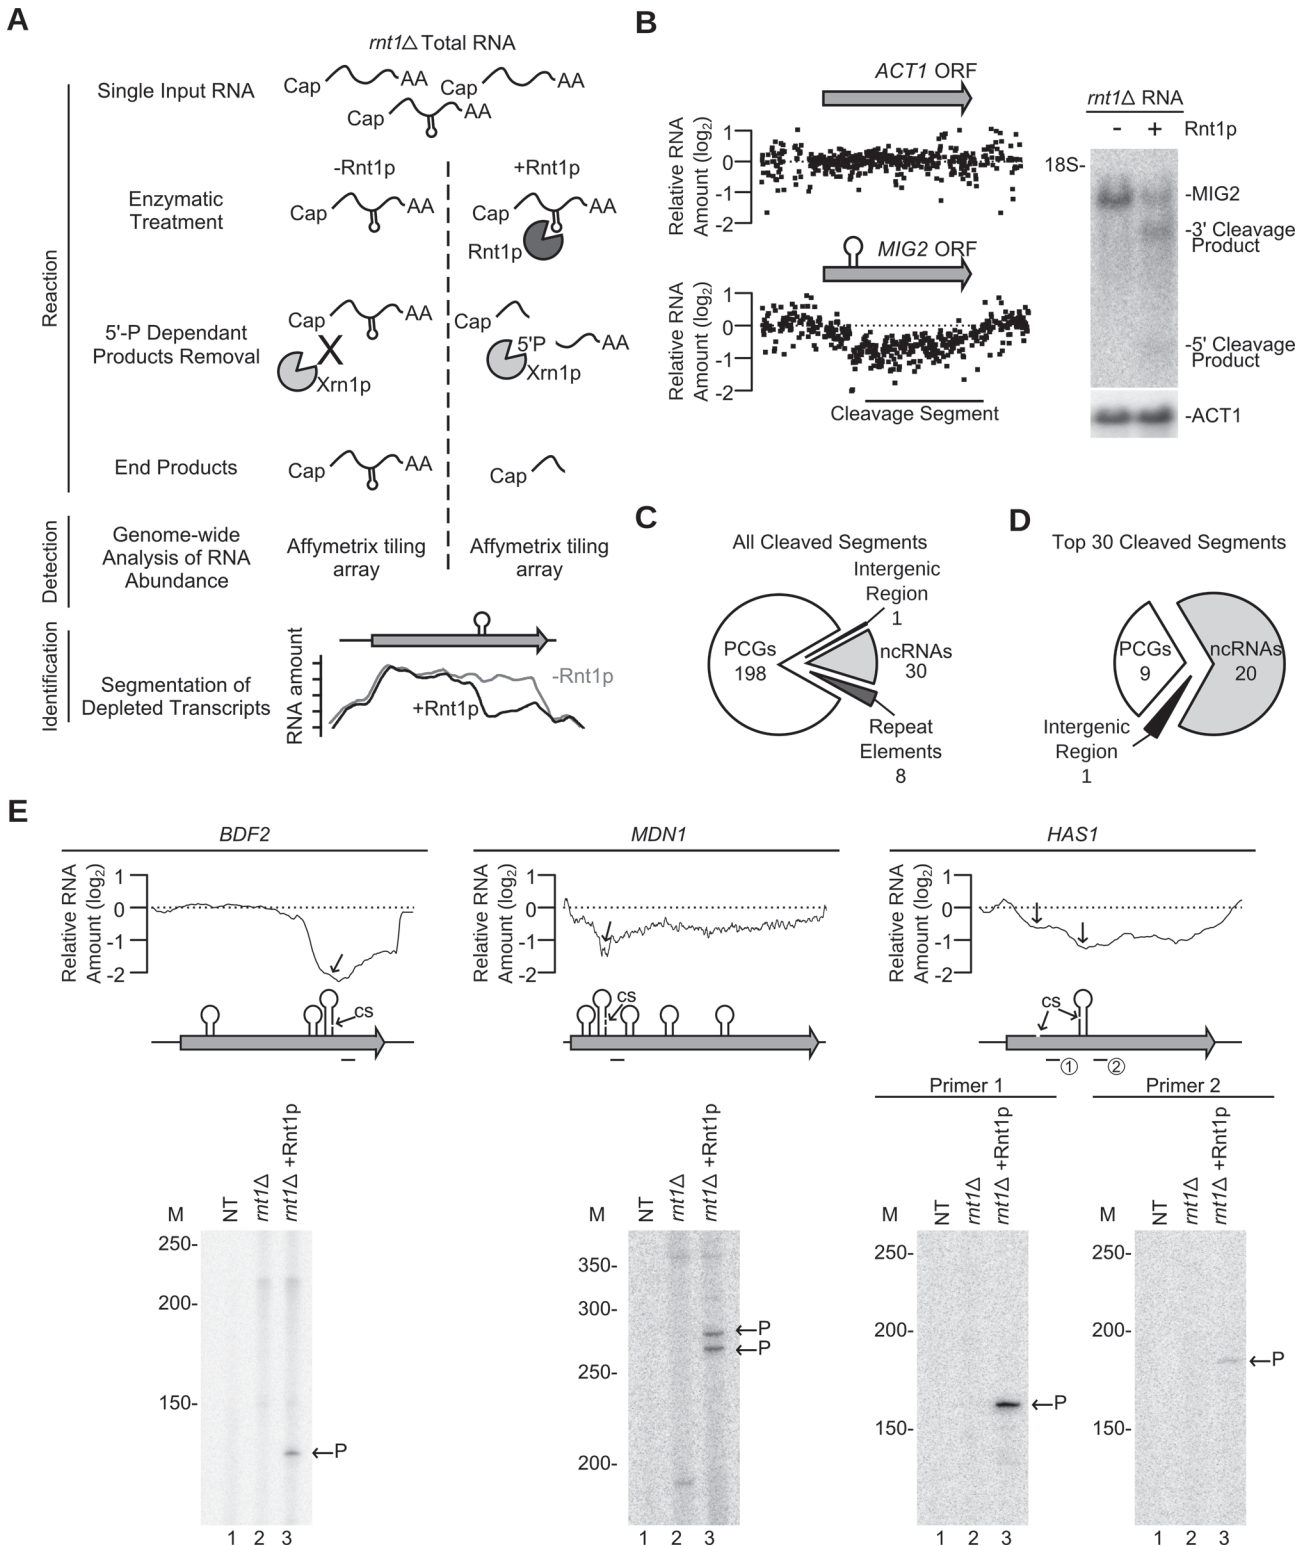 A
rnt1Δ Total RNA
Single Input RNA
Cap
AA
Cap
AA
Cap
AA
-Rnt1p
+Rnt1p
Enzymatic
Treatment
Cap
AA
Cap
AA
Rnt1p
Reaction
5'-P Dependant
Products Removal
Cap
AA
X
Xrn1p
Cap
5'P
AA
Xrn1p
End Products
Cap
AA
Cap
Detection
Genome-wide
Analysis of RNA
Abundance
Affymetrix tiling
array
Affymetrix tiling
array
Identification
Segmentation of
Depleted Transcripts
RNA amount
-Rnt1p
+Rnt1p
B
ACT1 ORF
Relative RNA
Amount (log2)
1
0
-1
-2
MIG2 ORF
Relative RNA
Amount (log2)
1
0
-1
-2
Cleavage Segment
rnt1Δ RNA
- + Rnt1p
18S-
-MIG2
-3' Cleavage
Product
-5' Cleavage
Product
-ACT1
C
All Cleaved Segments
Intergenic
Region
1
PCGs
198
ncRNAs
30
Repeat
Elements
8
D
Top 30 Cleaved Segments
PCGs
9
ncRNAs
20
Intergenic
Region
1
E
BDF2
Relative RNA
Amount (log2)
1
0
-1
-2
cs
M
NT
rnt1Δ
rnt1Δ +Rnt1p
250-
200-
150-
←P
1 2 3
MDN1
Relative RNA
Amount (log2)
1
0
-1
-2
cs
M
NT
rnt1Δ
rnt1Δ +Rnt1p
350-
300-
250-
200-
←P
←P
1 2 3
HAS1
Relative RNA
Amount (log2)
1
0
-1
-2
cs
1
2
Primer 1
M
NT
rnt1Δ
rnt1Δ +Rnt1p
250-
200-
150-
←P
1 2 3
Primer 2
M
NT
rnt1Δ
rnt1Δ +Rnt1p
250-
200-
150-
←P
1 2 3